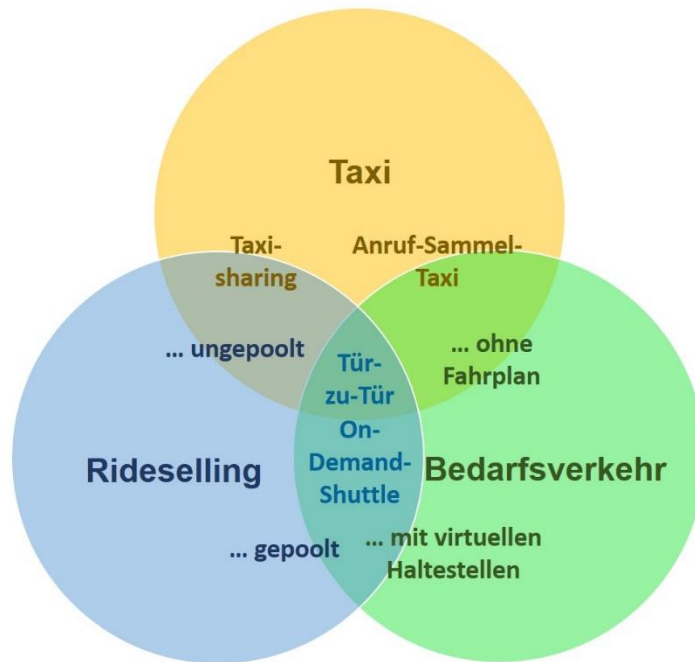 Taxi
Taxi-
sharing
Anruf-Sammel-
Taxi
... ungepoolt
... ohne
Fahrplan
Tür-
zu-Tür
On-
Demand-
Shuttle
Rideselling
Bedarfsverkehr
... gepoolt
... mit virtuellen
Haltestellen